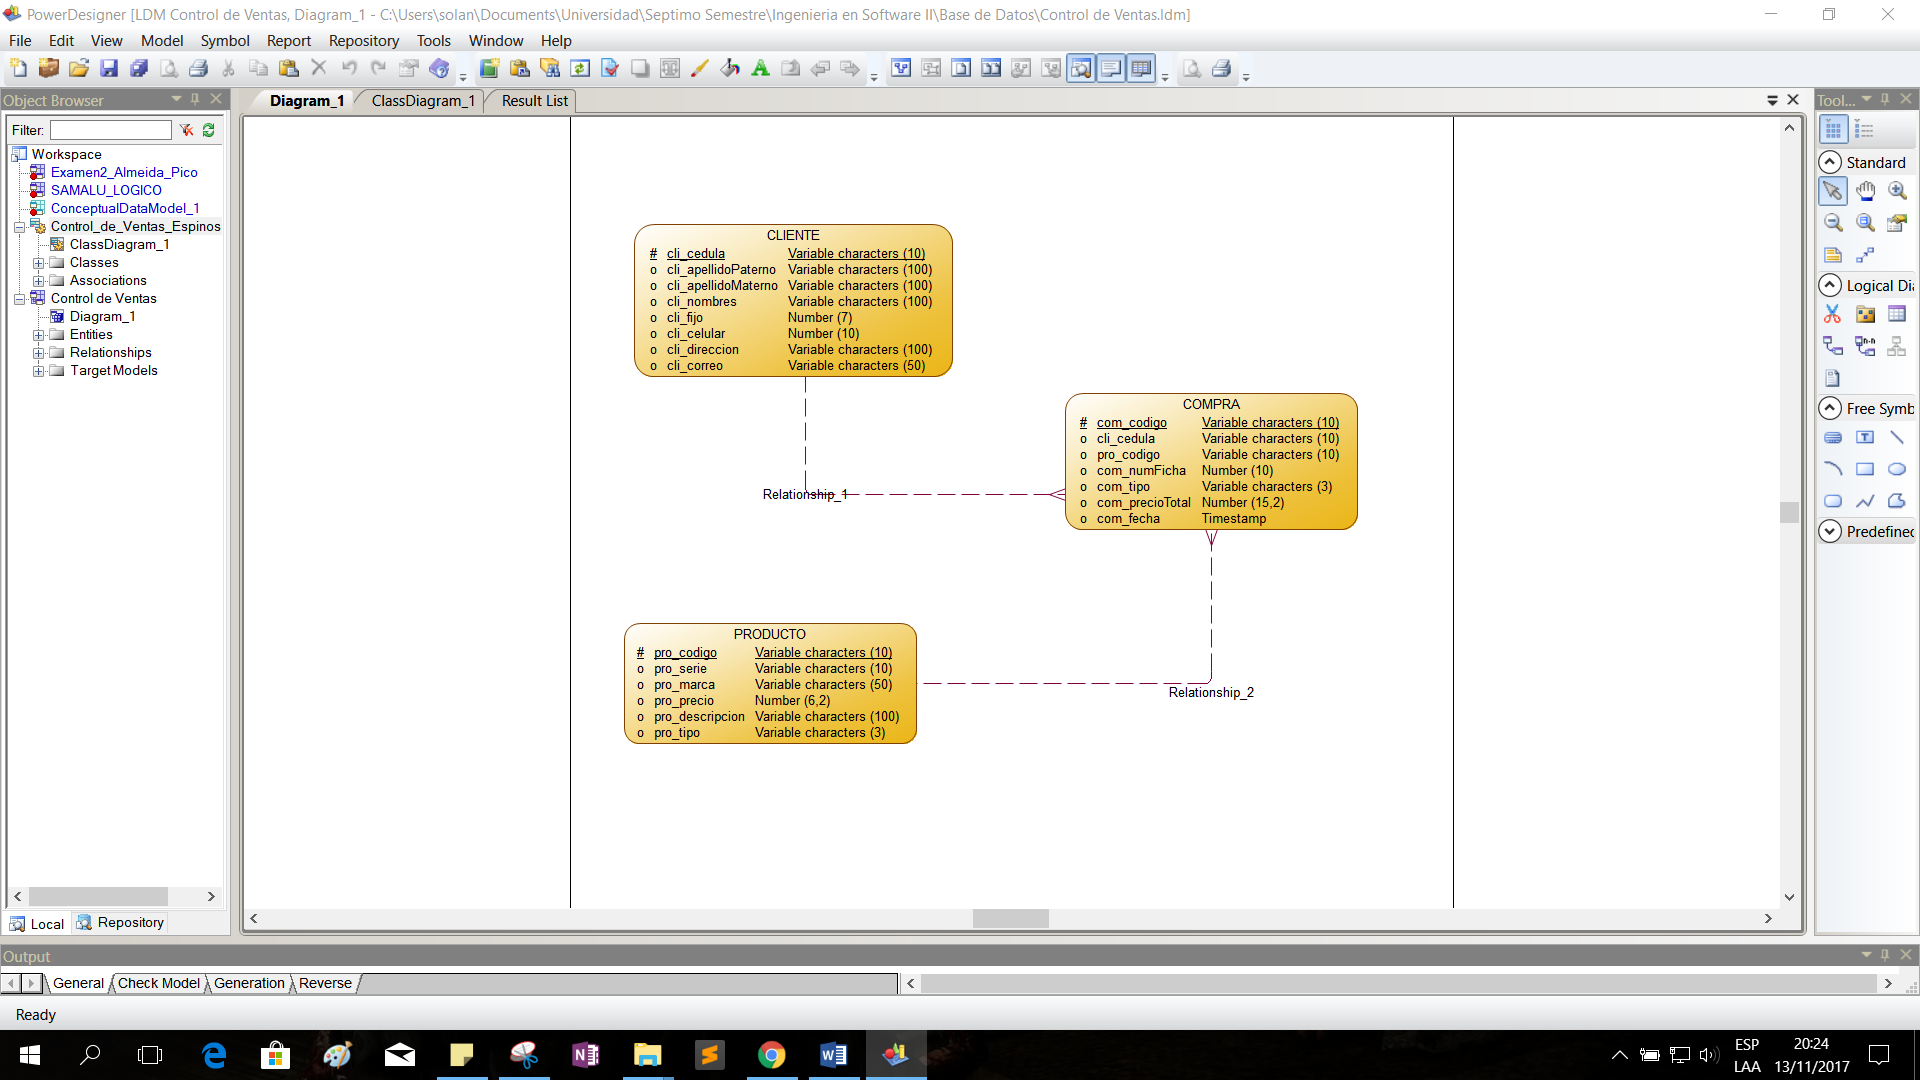 PowerDesigner [LDM Control de Ventas, Diagram_1 - C:\Users\solan\Documents\Universidad\Septimo Semestre\Ingenieria en Software II\Base de Datos\Control de Ventas.ldm]
File Edit View Model Symbol Report Repository Tools Window Help
Object Browser
Filter:
Workspace
Examen2_Almeida_Pico
SAMALU_LOGICO
ConceptualDataModel_1
Control_de_Ventas_Espinos
ClassDiagram_1
Classes
Associations
Control de Ventas
Diagram_1
Entities
Relationships
Target Models
Local Repository
Diagram_1 ClassDiagram_1 Result List
CLIENTE
# cli_cedula Variable characters (10)
o cli_apellidoPaterno Variable characters (100)
o cli_apellidoMaterno Variable characters (100)
o cli_nombres Variable characters (100)
o cli_fijo Number (7)
o cli_celular Number (10)
o cli_direccion Variable characters (100)
o cli_correo Variable characters (50)
COMPRA
# com_codigo Variable characters (10)
o cli_cedula Variable characters (10)
o pro_codigo Variable characters (10)
o com_numFicha Number (10)
o com_tipo Variable characters (3)
o com_precioTotal Number (15,2)
o com_fecha Timestamp
Relationship_1
PRODUCTO
# pro_codigo Variable characters (10)
o pro_serie Variable characters (10)
o pro_marca Variable characters (50)
o pro_precio Number (6,2)
o pro_descripcion Variable characters (100)
o pro_tipo Variable characters (3)
Relationship_2
Tool...
Standard
Logical Di
Free Symb
Predefined
Output
General Check Model Generation Reverse
Ready
ESP
LAA
20:24
13/11/2017